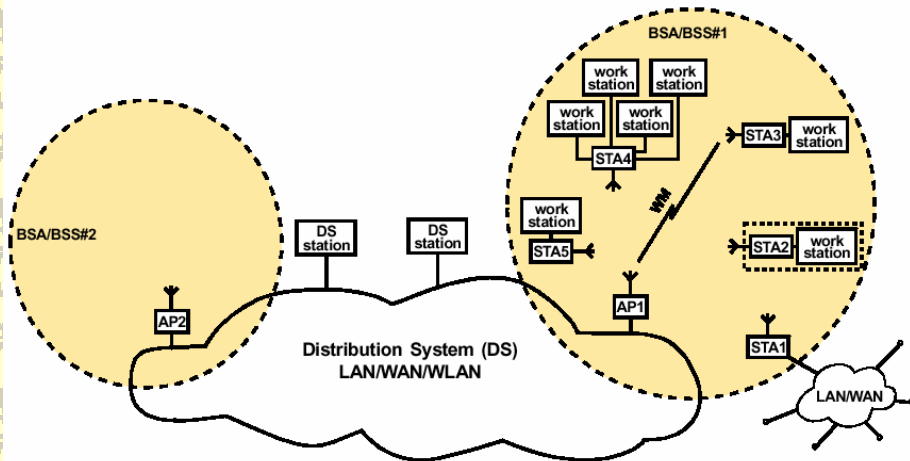 BSA/BSS#1
work
station
work
station
work
station
work
station
STA4
STA3
work
station
WM
work
station
STA5
STA2
work
station
BSA/BSS#2
DS
station
DS
station
AP2
AP1
STA1
Distribution System (DS)
LAN/WAN/WLAN
LAN/WAN